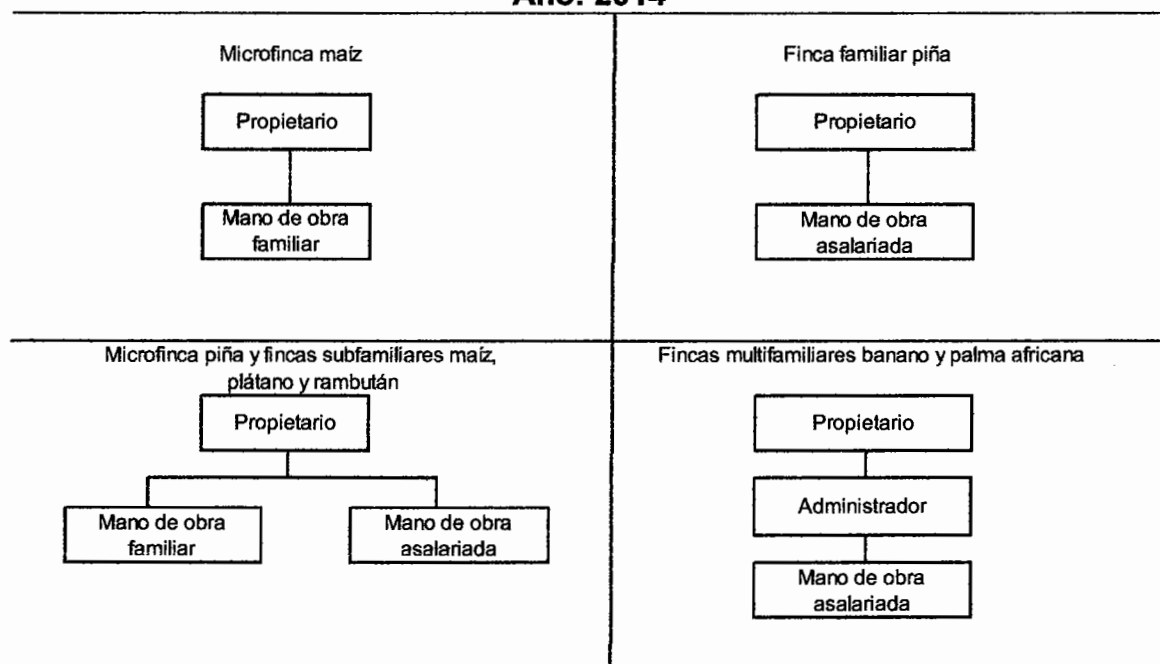 Año: 2014
Microfinca maíz
Propietario
Mano de obra
familiar
Finca familiar piña
Propietario
Mano de obra
asalariada
Microfinca piña y fincas subfamiliares maíz,
plátano y rambután
Propietario
Mano de obra
familiar
Mano de obra
asalariada
Fincas multifamiliares banano y palma africana
Propietario
Administrador
Mano de obra
asalariada